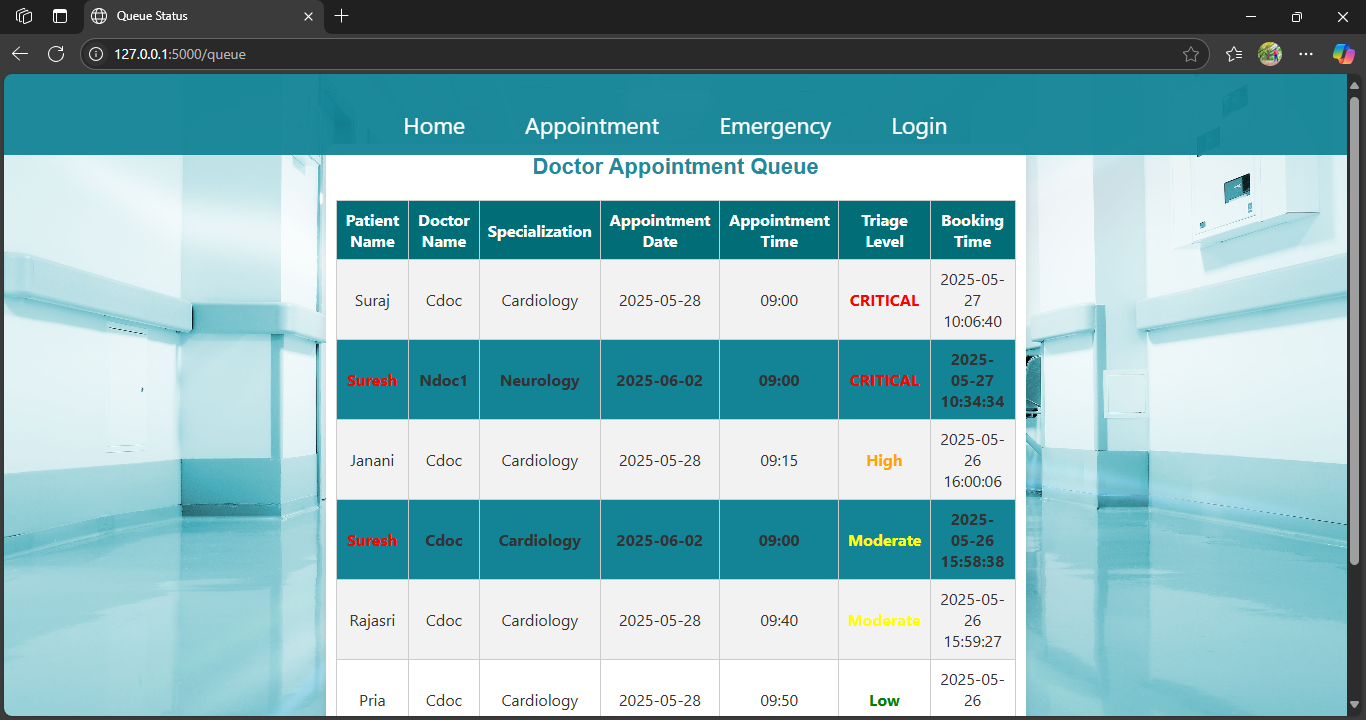 Queue Status
127.0.0.1:5000/queue
Home Appointment Emergency Login
Doctor Appointment Queue
Patient Name Doctor Name Specialization Appointment Date Appointment Time Triage Level Booking Time
Suraj Cdoc Cardiology 2025-05-28 09:00 CRITICAL 2025-05-27 10:06:40
Suresh Ndoc1 Neurology 2025-06-02 09:00 CRITICAL 2025-05-27 10:34:34
Janani Cdoc Cardiology 2025-05-28 09:15 High 2025-05-26 16:00:06
Suresh Cdoc Cardiology 2025-06-02 09:00 Moderate 2025-05-26 15:58:38
Rajasri Cdoc Cardiology 2025-05-28 09:40 Moderate 2025-05-26 15:59:27
Pria Cdoc Cardiology 2025-05-28 09:50 Low 2025-05-26